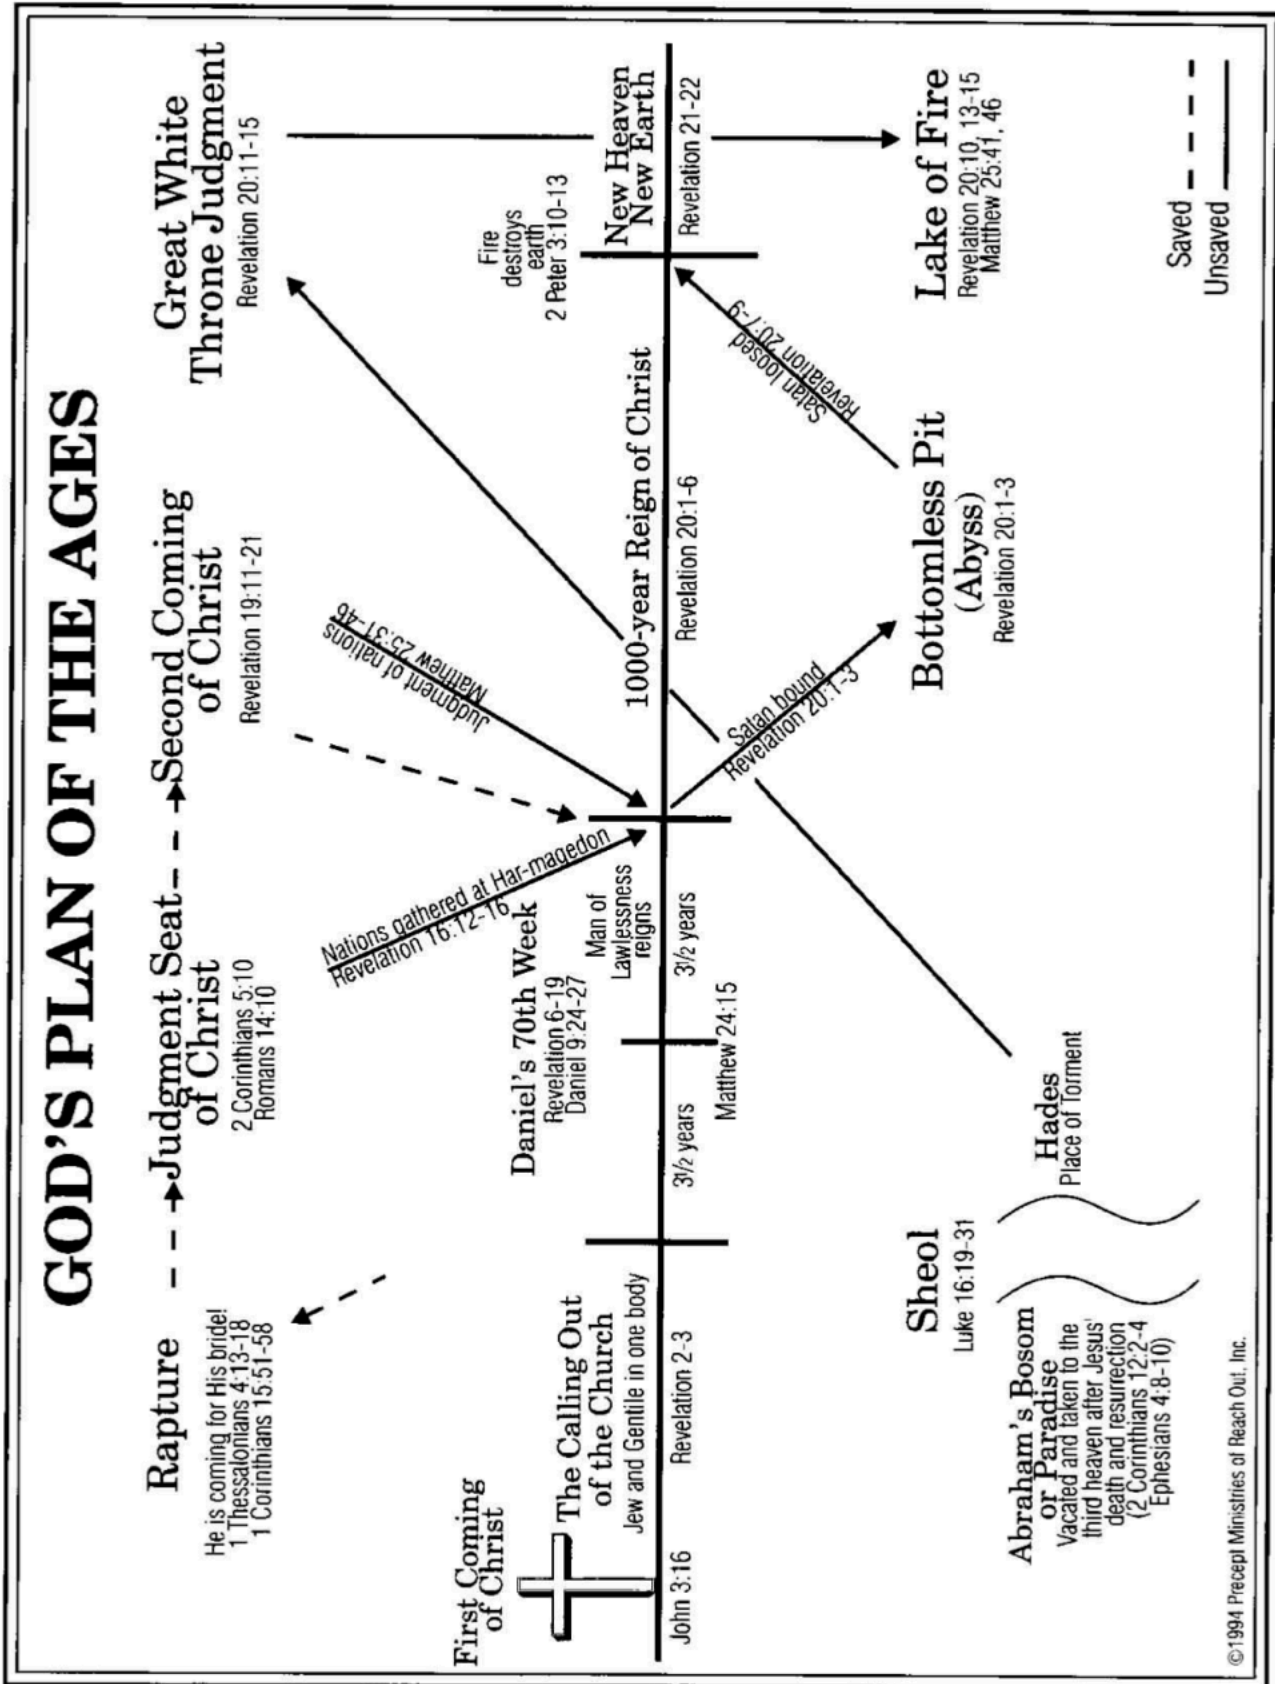 GOD'S PLAN OF THE AGES
Rapture
He is coming for His bride!
1 Thessalonians 4:13-18
1 Corinthians 15:51-58
Judgment Seat
of Christ
2 Corinthians 5:10
Romans 14:10
Second Coming
of Christ
Revelation 19:11-21
Great White
Throne Judgment
Revelation 20:11-15
Nations gathered at Har-magedon
Revelation 16:12-16
Judgment of nations
Matthew 25:31-46
First Coming
of Christ
John 3:16
The Calling Out
of the Church
Jew and Gentile in one body
Revelation 2-3
Daniel's 70th Week
Revelation 6-19
Daniel 9:24-27
3½ years
Matthew 24:15
Man of
Lawlessness
reigns
3½ years
1000-year Reign of Christ
Revelation 20:1-6
Fire
destroys
earth
2 Peter 3:10-13
New Heaven
New Earth
Revelation 21-22
Satan bound
Revelation 20:1-3
Satan loosed
Revelation 20:7-9
Sheol
Luke 16:19-31
Abraham's Bosom
or Paradise
Vacated and taken to the
third heaven after Jesus'
death and resurrection
(2 Corinthians 12:2-4
Ephesians 4:8-10)
Hades
Place of Torment
Bottomless Pit
(Abyss)
Revelation 20:1-3
Lake of Fire
Revelation 20:10, 13-15
Matthew 25:41, 46
Saved
Unsaved
©1994 Precept Ministries of Reach Out, Inc.